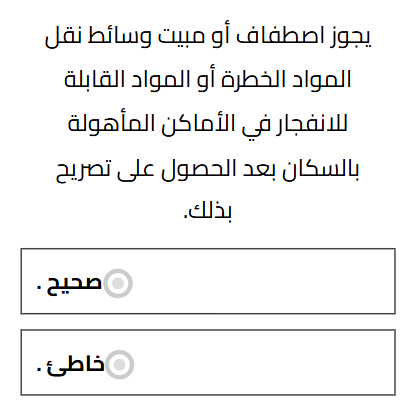 يجوز اصطفاف أو مبيت وسائط نقل
المواد الخطرة أو المواد القابلة
للانفجار في الأماكن المأهولة
بالسكان بعد الحصول على تصريح
بذلك.
صحيح .
خاطئ .